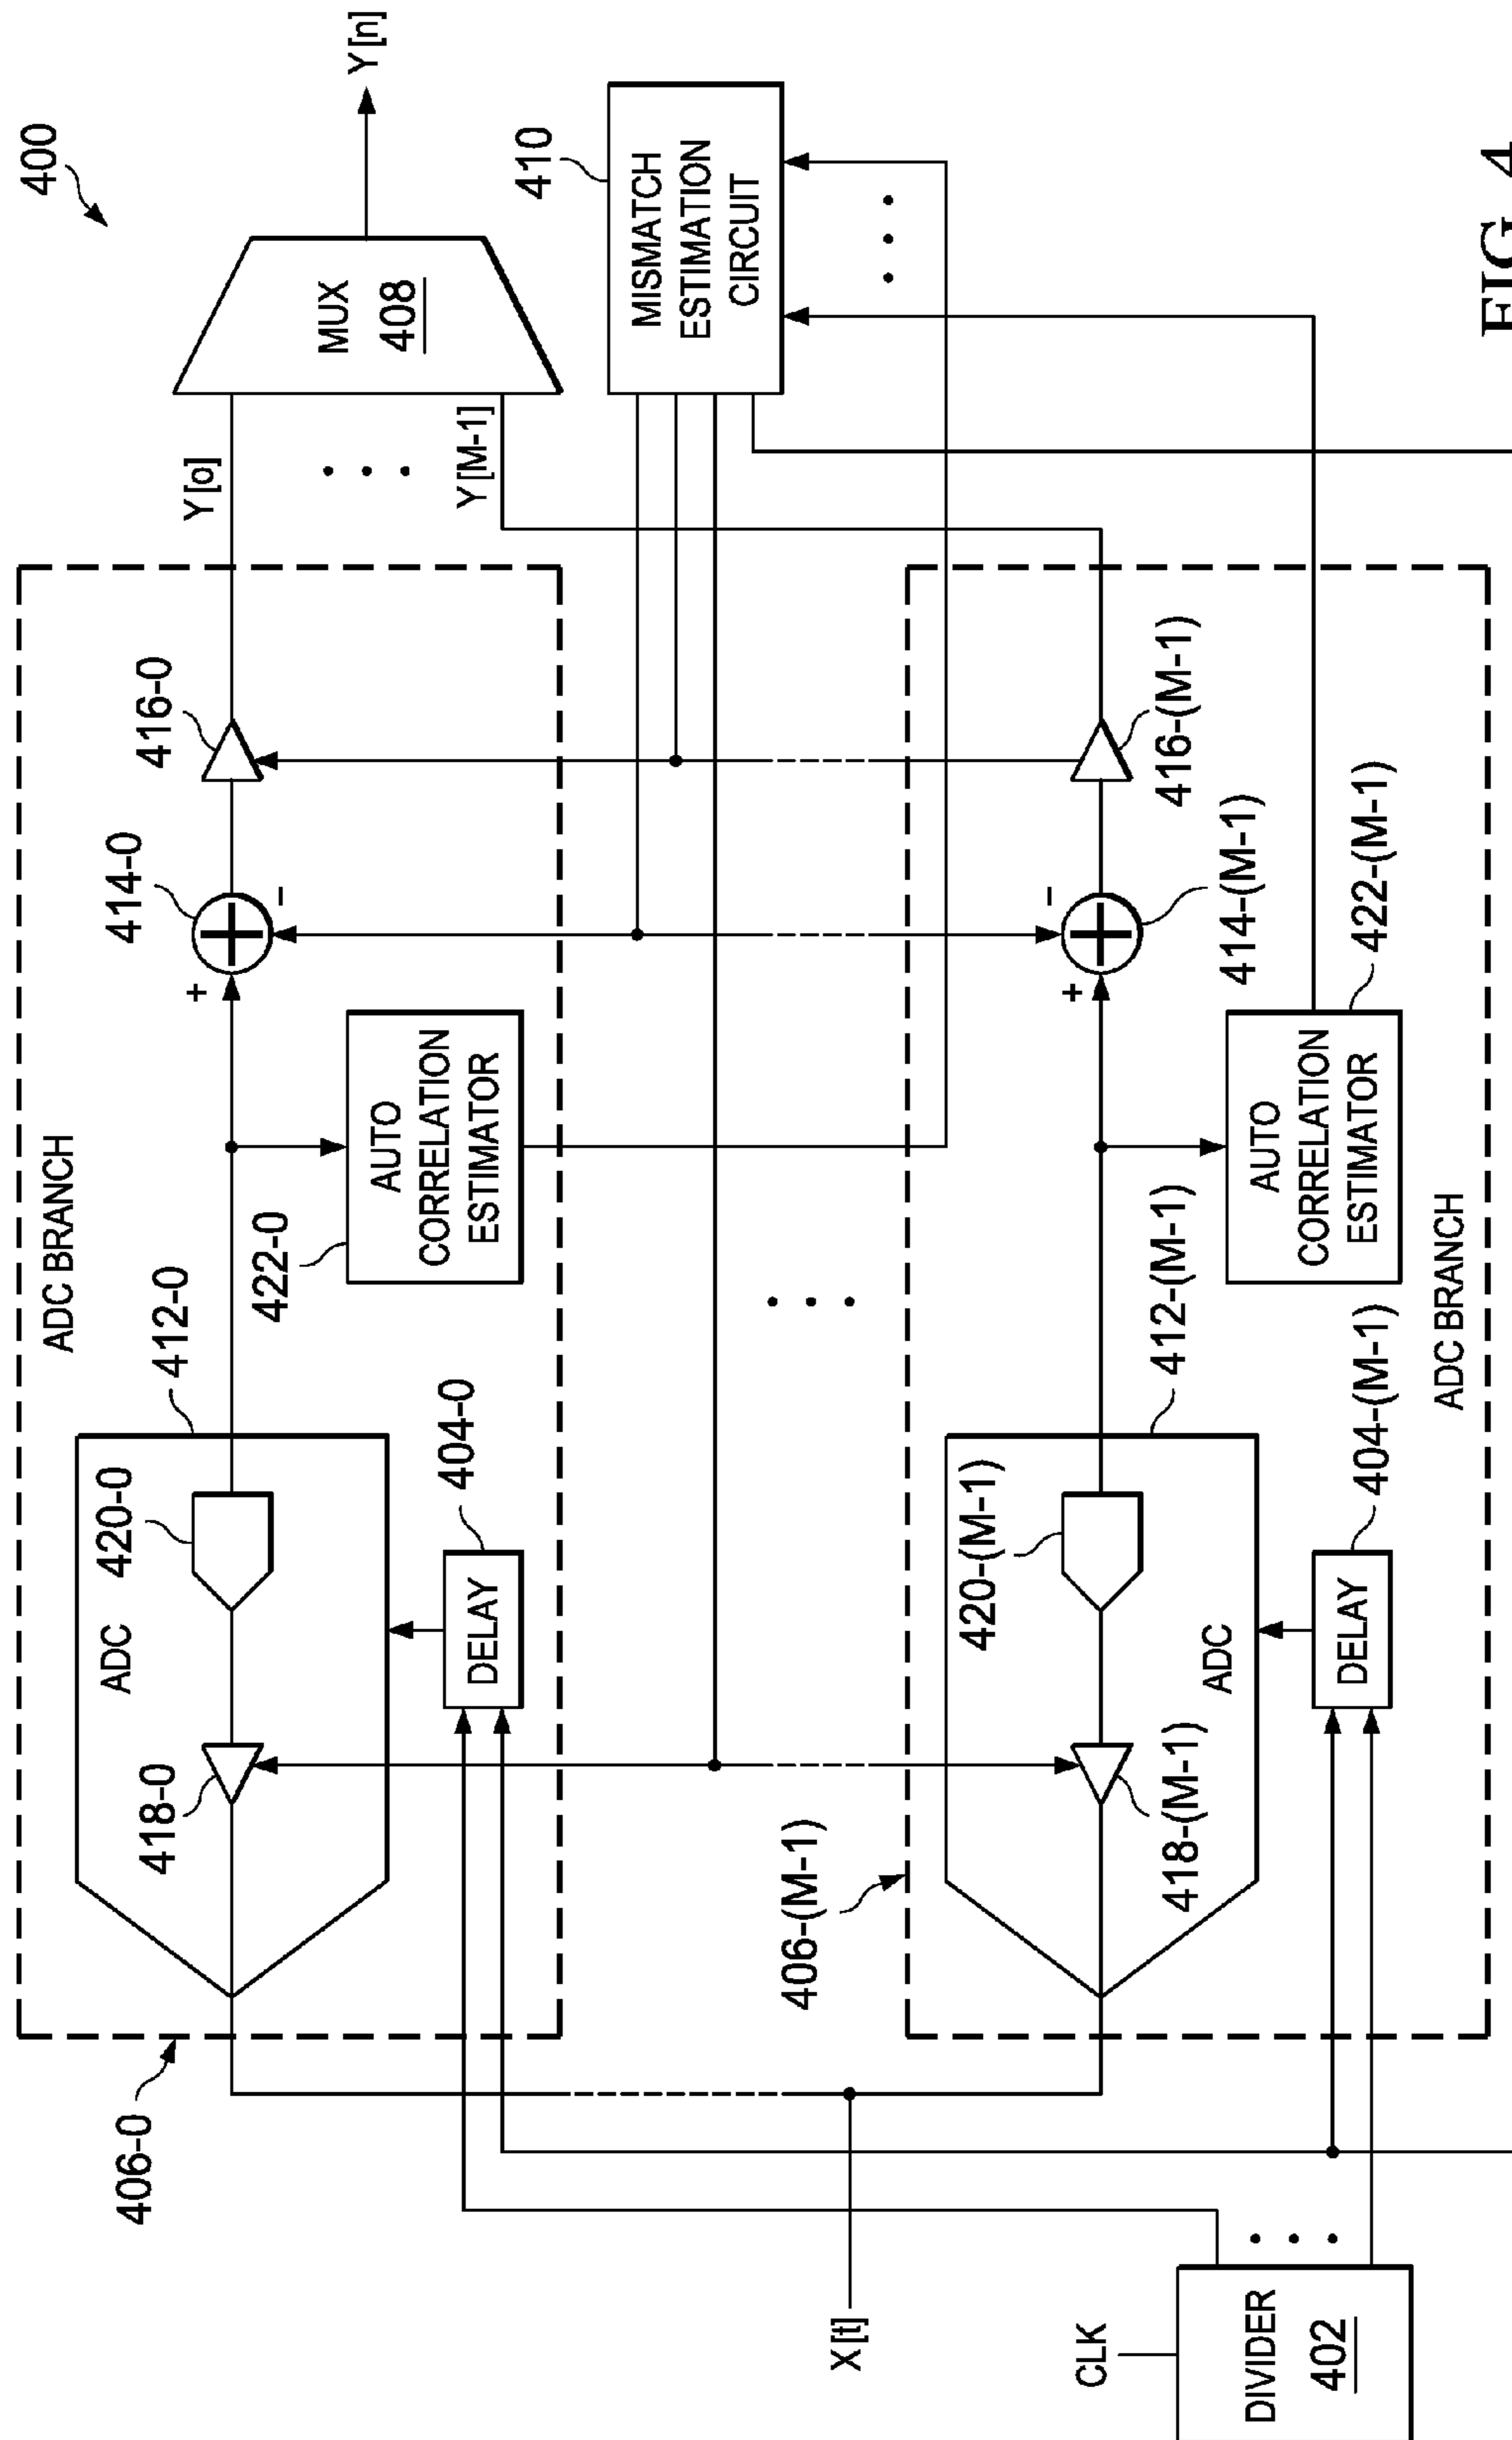 400
ADC BRANCH
406-0
412-0
420-0
ADC
418-0
414-0
416-0
Y[o]
Y[n]
+
-
MUX
408
404-0
DELAY
422-0
AUTO
CORRELATION
ESTIMATOR
Y[M-1]
410
MISMATCH
ESTIMATION
CIRCUIT
X[t]
406-(M-1)
420-(M-1)
412-(M-1)
418-(M-1)
ADC
+
-
416-(M-1)
414-(M-1)
CLK
DIVIDER
402
DELAY
404-(M-1)
AUTO
CORRELATION
ESTIMATOR
422-(M-1)
ADC BRANCH
FIG. 4